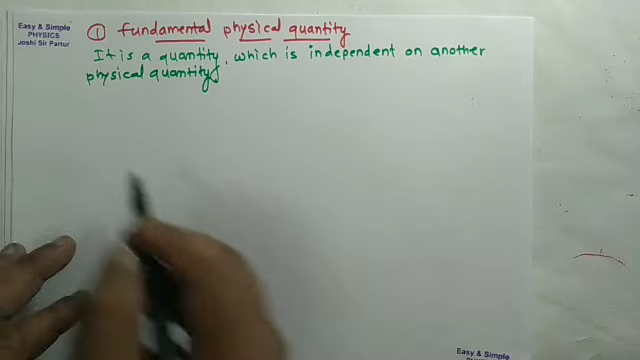 Easy & Simple
PHYSICS
Joshi Sir Partur
① fundamental physical quantity
It is a quantity, which is independent on another
physical quantity
Easy & Simple